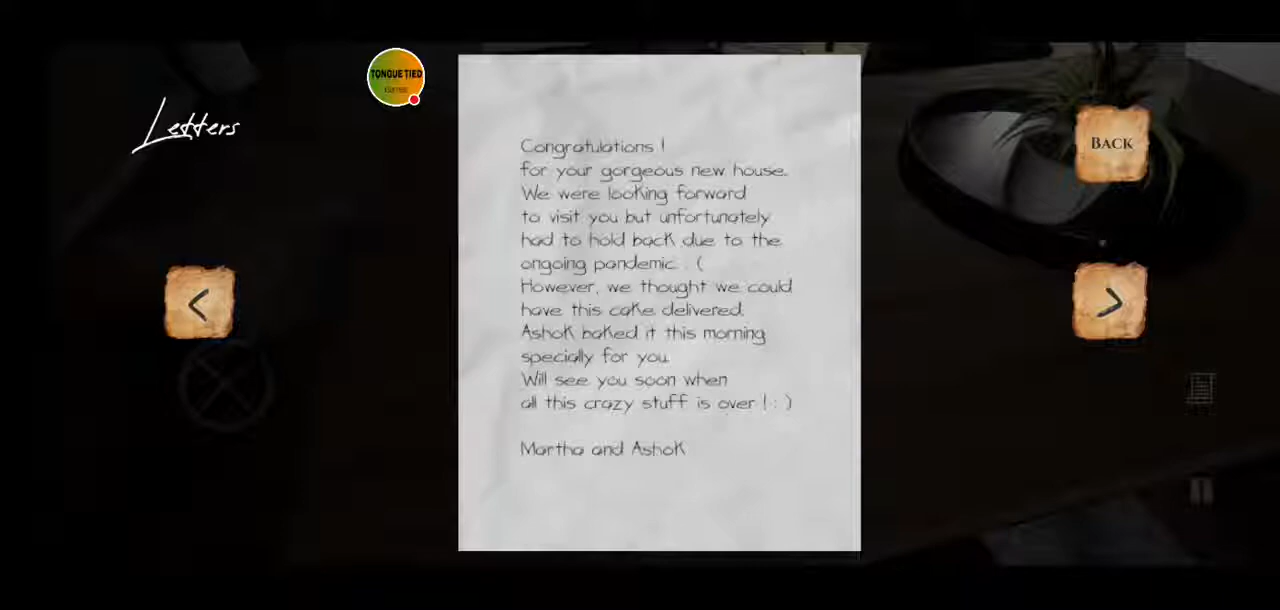 TONGUE TIED
Letters
BACK
Congratulations !
for your gorgeous new house.
We were looking forward
to visit you but unfortunately
had to hold back due to the
ongoing pandemic. : (
However, we thought we could
have this cake delivered.
Ashok baked it this morning
specially for you.
Will see you soon when
all this crazy stuff is over ! : )
Martha and Ashok
<
>